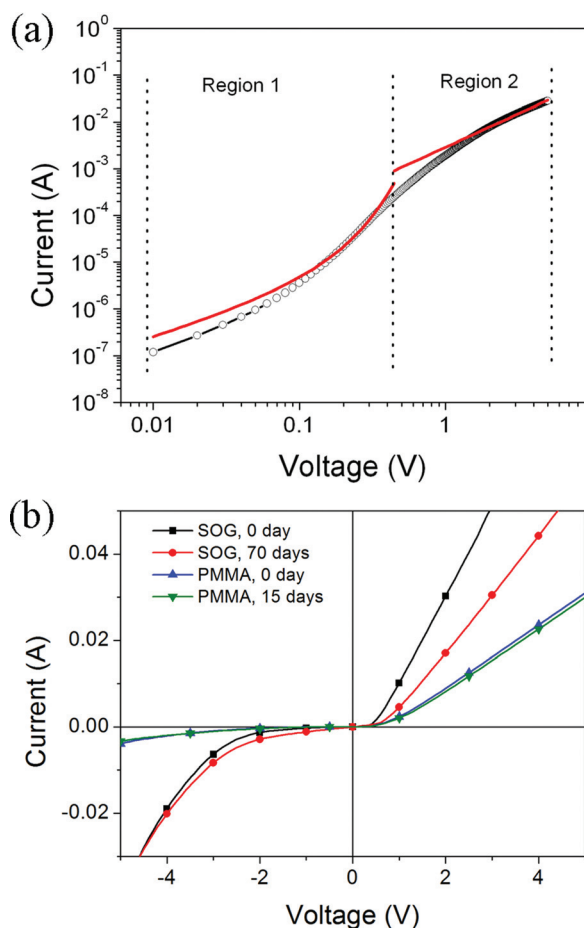 (a)
10^0
10^-1
10^-2
10^-3
10^-4
10^-5
10^-6
10^-7
10^-8
Current (A)
Region 1
Region 2
0.01
0.1
1
Voltage (V)
(b)
SOG, 0 day
SOG, 70 days
PMMA, 0 day
PMMA, 15 days
0.04
0.02
0.00
-0.02
Current (A)
-4
-2
0
2
4
Voltage (V)